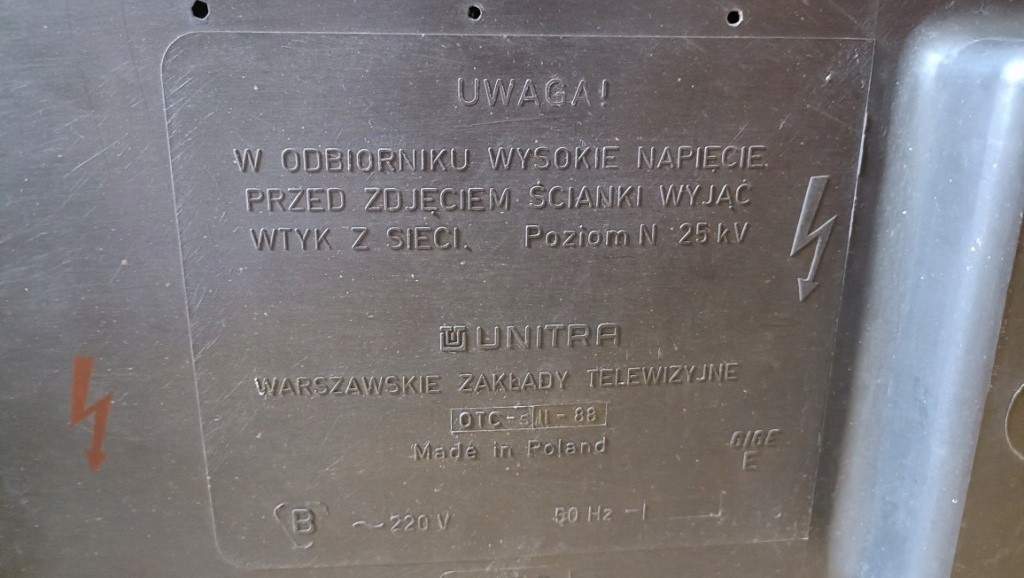 UWAGA!
W ODBIORNIKU WYSOKIE NAPIĘCIE
PRZED ZDJĘCIEM ŚCIANKI WYJĄĆ
WTYK Z SIECI. Poziom N 25 kV
UNITRA
WARSZAWSKIE ZAKŁADY TELEWIZYJNE
OTC-5 II-88
Made in Poland
E
B ~ 220 V 50 Hz